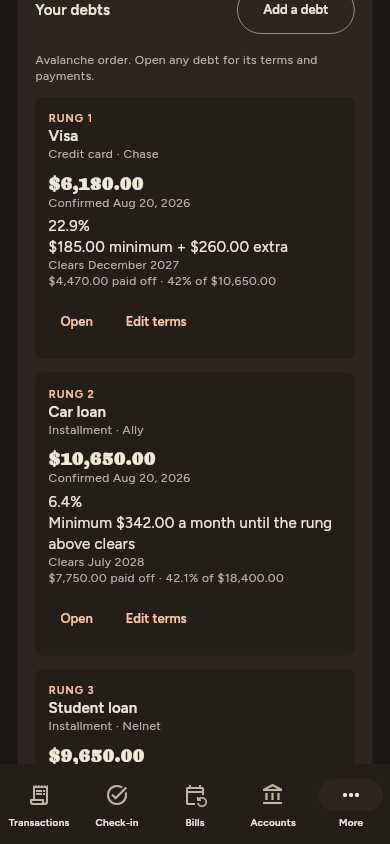 Your debts
Add a debt
Avalanche order. Open any debt for its terms and
payments.
RUNG 1
Visa
Credit card · Chase
$6,180.00
Confirmed Aug 20, 2026
22.9%
$185.00 minimum + $260.00 extra
Clears December 2027
$4,470.00 paid off · 42% of $10,650.00
Open
Edit terms
RUNG 2
Car loan
Installment · Ally
$10,650.00
Confirmed Aug 20, 2026
6.4%
Minimum $342.00 a month until the rung
above clears
Clears July 2028
$7,750.00 paid off · 42.1% of $18,400.00
Open
Edit terms
RUNG 3
Student loan
Installment · Nelnet
$9,650.00
Transactions
Check-in
Bills
Accounts
More